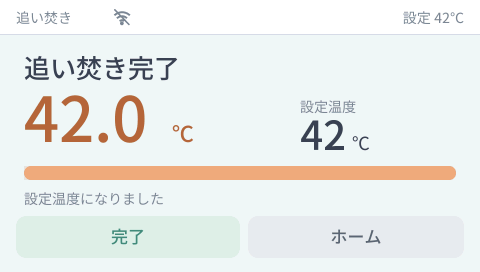 追い焚き 設定 42℃
追い焚き完了
42.0 ℃
設定温度
42 ℃
設定温度になりました
完了 ホーム